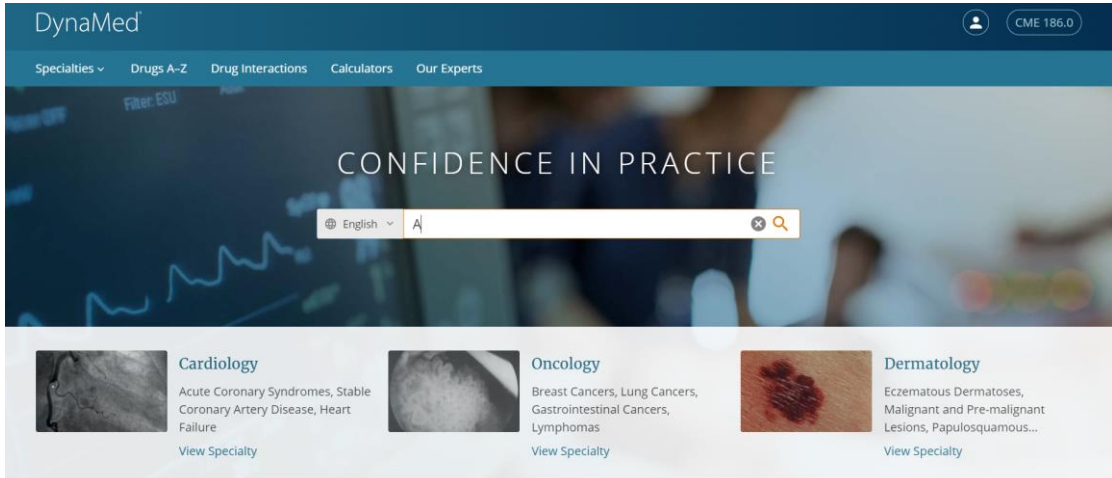 DynaMed
CME 186.0
Specialties Drugs A–Z Drug Interactions Calculators Our Experts
Filter: ESU
CONFIDENCE IN PRACTICE
English A
Cardiology
Acute Coronary Syndromes, Stable
Coronary Artery Disease, Heart
Failure
View Specialty
Oncology
Breast Cancers, Lung Cancers,
Gastrointestinal Cancers,
Lymphomas
View Specialty
Dermatology
Eczematous Dermatoses,
Malignant and Pre-malignant
Lesions, Papulosquamous...
View Specialty